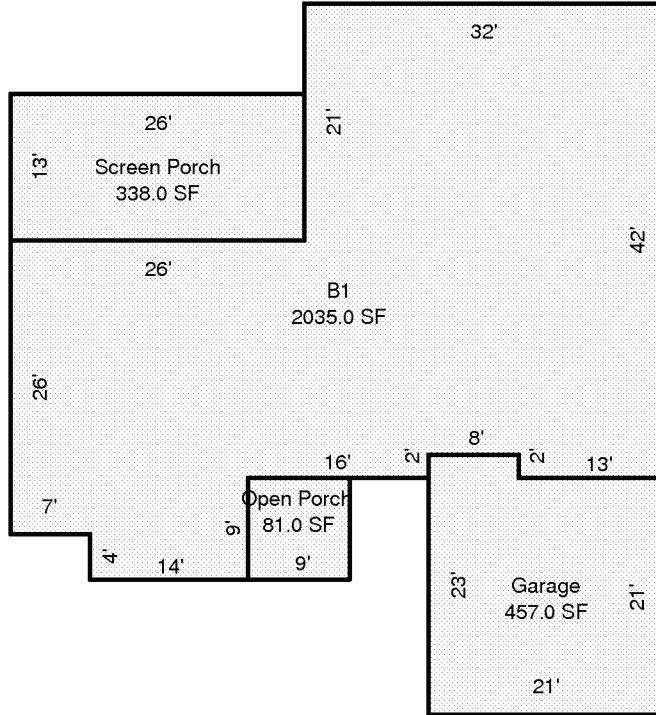 32'
26'
21'
13'
Screen Porch
338.0 SF
42'
26'
B1
2035.0 SF
26'
8'
16'
2'
2'
13'
7'
Open Porch
81.0 SF
9'
4'
14'
9'
23'
Garage
457.0 SF
21'
21'